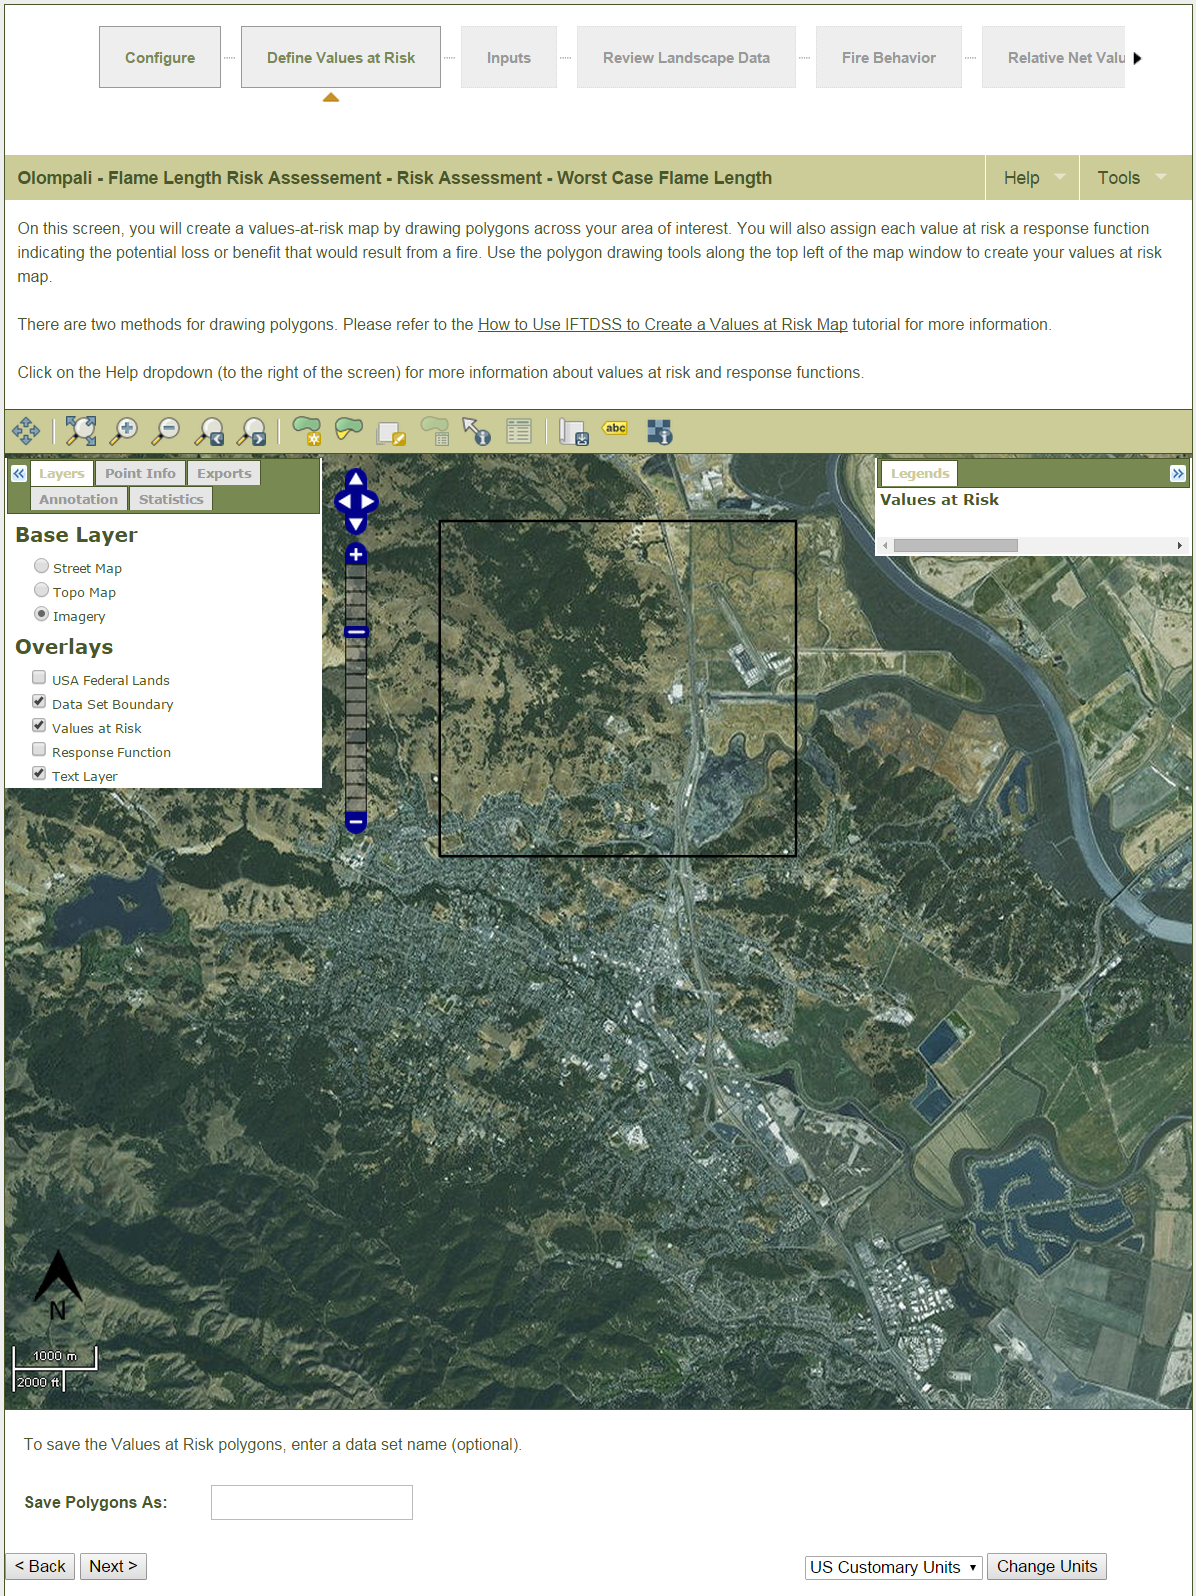 Configure
Define Values at Risk
Inputs
Review Landscape Data
Fire Behavior
Relative Net Valu
Olompali - Flame Length Risk Assessement - Risk Assessment - Worst Case Flame Length
Help
Tools
On this screen, you will create a values-at-risk map by drawing polygons across your area of interest. You will also assign each value at risk a response function
indicating the potential loss or benefit that would result from a fire. Use the polygon drawing tools along the top left of the map window to create your values at risk
map.
There are two methods for drawing polygons. Please refer to the How to Use IFTDSS to Create a Values at Risk Map tutorial for more information.
Click on the Help dropdown (to the right of the screen) for more information about values at risk and response functions.
abc
Layers
Point Info
Exports
Annotation
Statistics
Base Layer
Street Map
Topo Map
Imagery
Overlays
USA Federal Lands
Data Set Boundary
Values at Risk
Response Function
Text Layer
Legends
Values at Risk
N
1000 m
2000 ft
To save the Values at Risk polygons, enter a data set name (optional).
Save Polygons As:
< Back
Next >
US Customary Units
Change Units